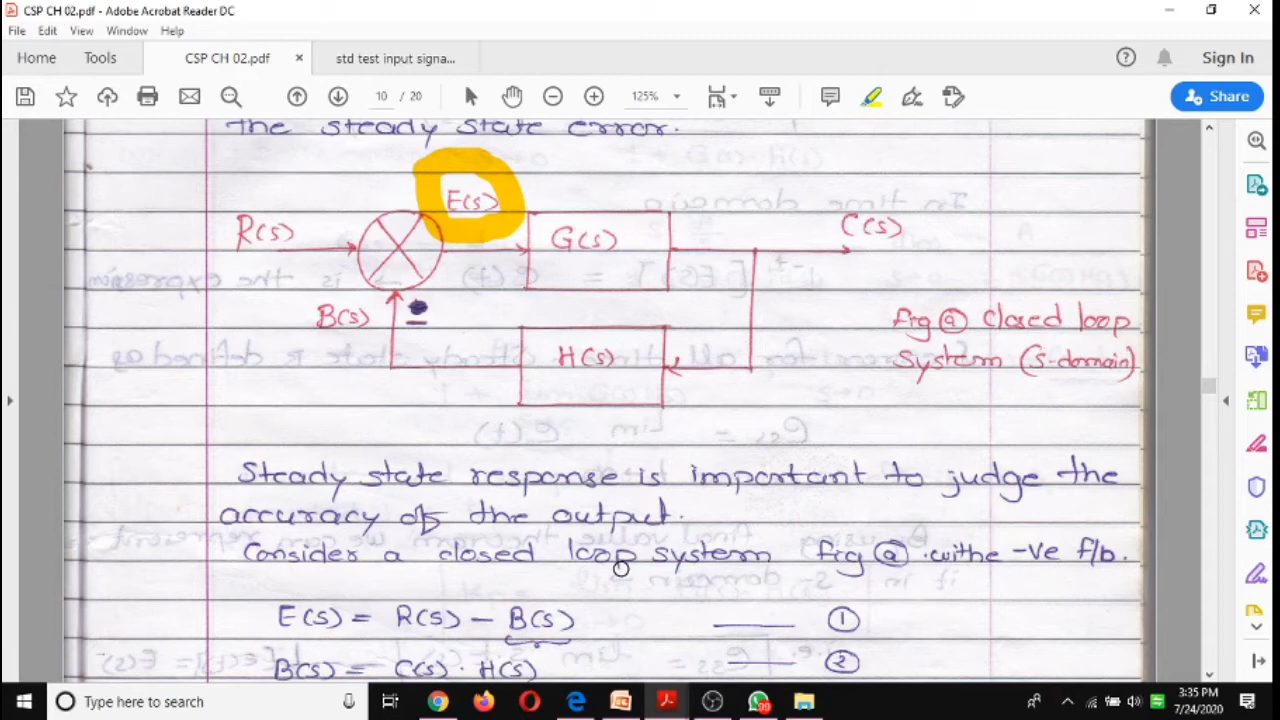 CSP CH 02.pdf - Adobe Acrobat Reader DC
File Edit View Window Help
Home Tools CSP CH 02.pdf × std test input signa... Sign In
10 / 20 125% Share
the steady state error.
E(s)
R(s) G(s) C(s)
B(s) -
H(s)
fig ⓐ closed loop
System (S-domain)
Steady state response is important to judge the
accuracy of the output.
Consider a closed loop system fig ⓐ withe -ve f/b.
E(s) = R(s) - B(s) ①
B(s) = C(s) · H(s) ②
Type here to search
99
3:35 PM
7/24/2020